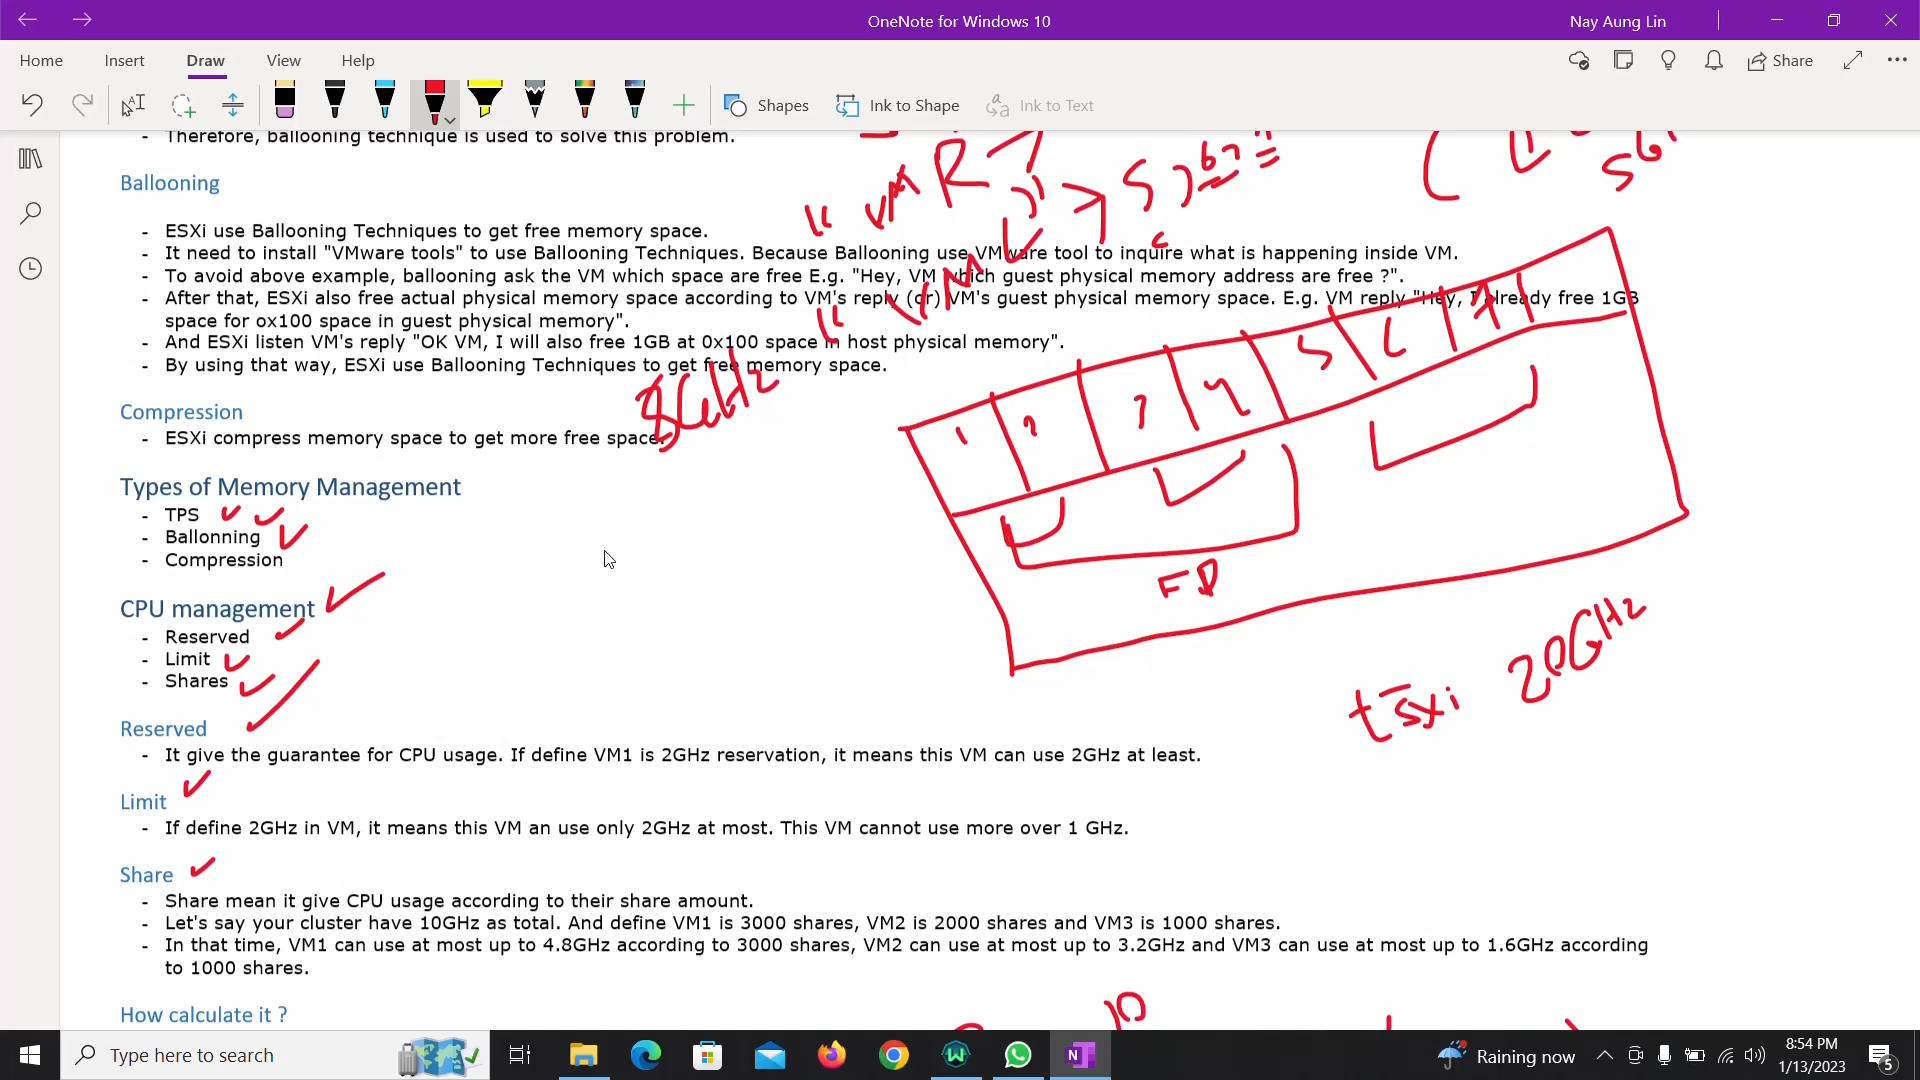 OneNote for Windows 10
Nay Aung Lin
Home Insert Draw View Help
Share
Shapes Ink to Shape Ink to Text
- Therefore, ballooning technique is used to solve this problem.
Ballooning
- ESXi use Ballooning Techniques to get free memory space.
- It need to install "VMware tools" to use Ballooning Techniques. Because Ballooning use VMware tool to inquire what is happening inside VM.
- To avoid above example, ballooning ask the VM which space are free E.g. "Hey, VM which guest physical memory address are free ?".
- After that, ESXi also free actual physical memory space according to VM's reply (or) VM's guest physical memory space. E.g. VM reply "Hey, I already free 1GB
space for ox100 space in guest physical memory".
- And ESXi listen VM's reply "OK VM, I will also free 1GB at 0x100 space in host physical memory".
- By using that way, ESXi use Ballooning Techniques to get free memory space.
8GHz
Compression
- ESXi compress memory space to get more free space.
Types of Memory Management
- TPS
- Ballonning
- Compression
CPU management
- Reserved
- Limit
- Shares
20GHz
Reserved
- It give the guarantee for CPU usage. If define VM1 is 2GHz reservation, it means this VM can use 2GHz at least.
Limit
- If define 2GHz in VM, it means this VM an use only 2GHz at most. This VM cannot use more over 1 GHz.
Share
- Share mean it give CPU usage according to their share amount.
- Let's say your cluster have 10GHz as total. And define VM1 is 3000 shares, VM2 is 2000 shares and VM3 is 1000 shares.
- In that time, VM1 can use at most up to 4.8GHz according to 3000 shares, VM2 can use at most up to 3.2GHz and VM3 can use at most up to 1.6GHz according
to 1000 shares.
How calculate it ?
10
Type here to search
Raining now
8:54 PM
1/13/2023
5